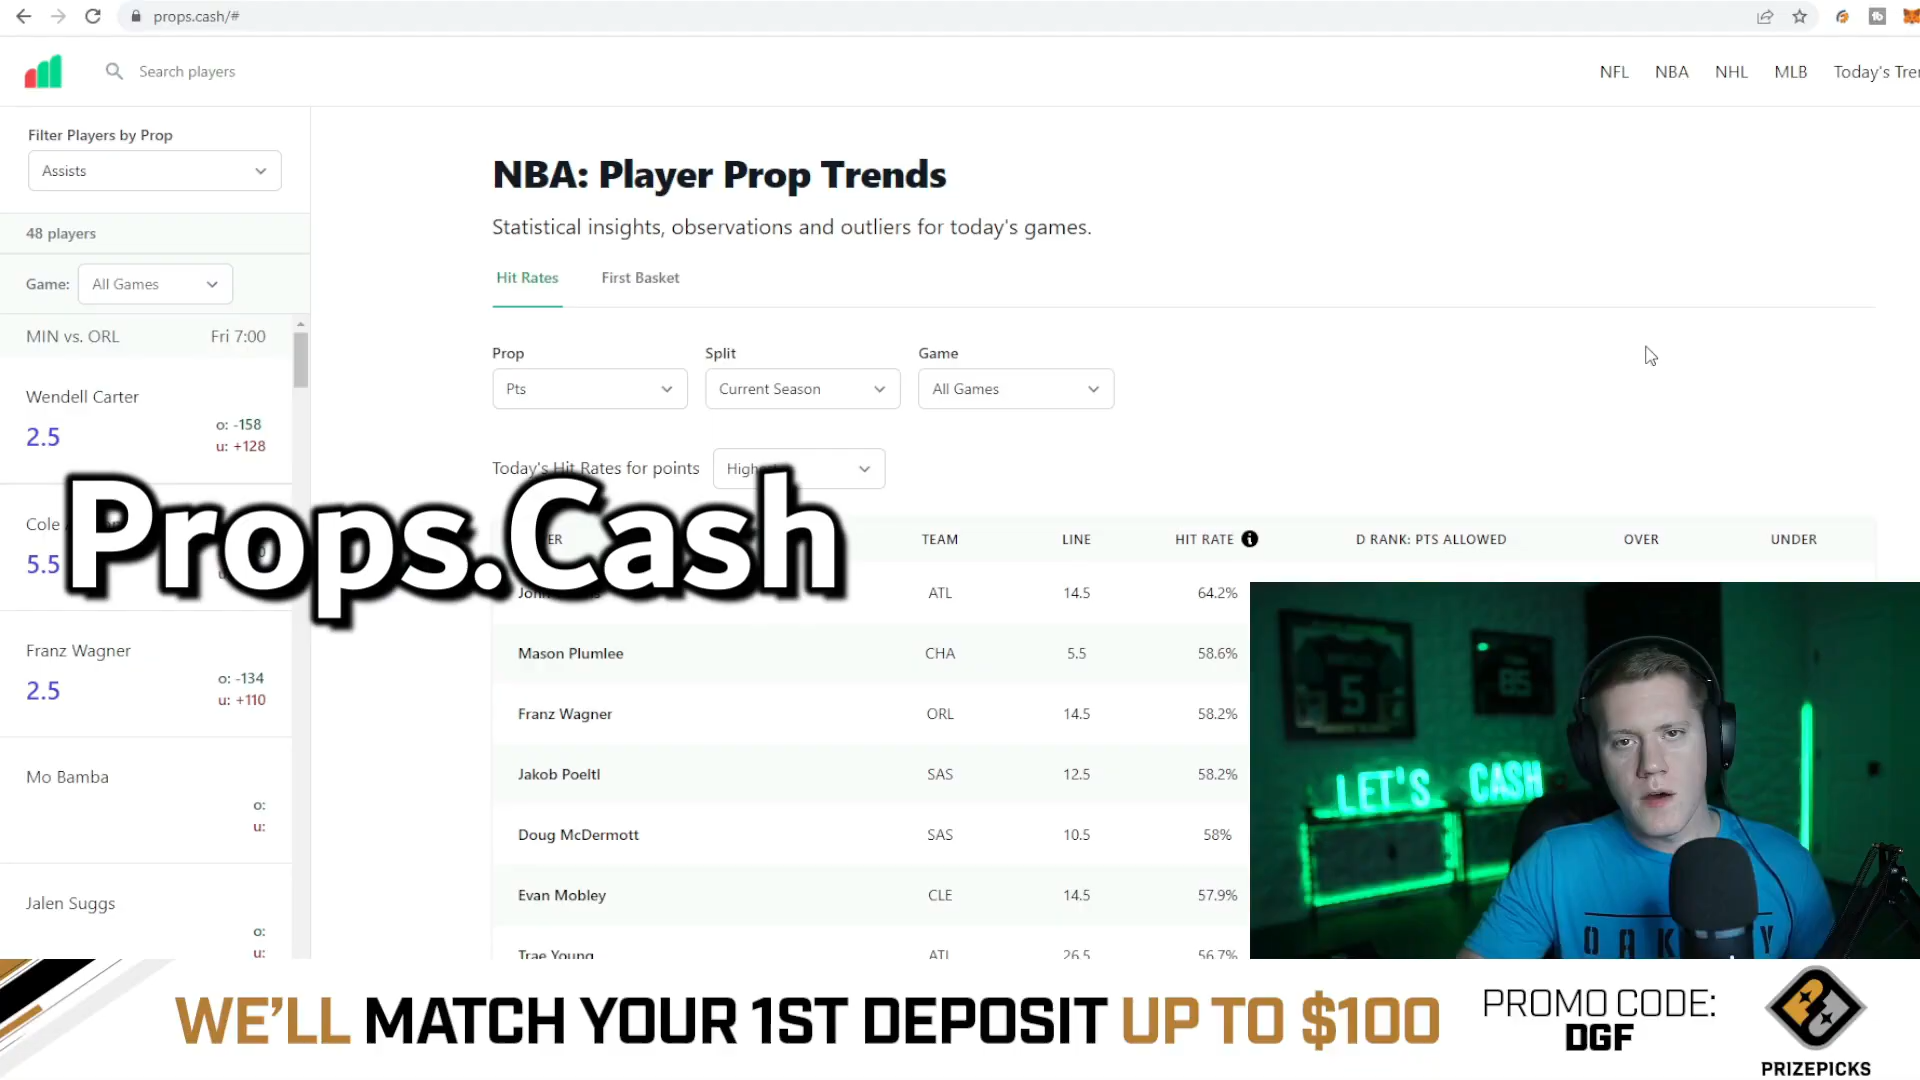 props.cash/#
Search players
NFL NBA NHL MLB Today's Tre
Filter Players by Prop
Assists
48 players
Game: All Games
MIN vs. ORL Fri 7:00
Wendell Carter
2.5
o: -158
u: +128
Cole
5.5
Franz Wagner
2.5
o: -134
u: +110
Mo Bamba
o:
u:
Jalen Suggs
o:
u:
NBA: Player Prop Trends
Statistical insights, observations and outliers for today's games.
Hit Rates First Basket
Prop Split Game
Pts Current Season All Games
Today's Hit Rates for points
Props.Cash
ER TEAM LINE HIT RATE D RANK: PTS ALLOWED OVER UNDER
John ATL 14.5 64.2%
Mason Plumlee CHA 5.5 58.6%
Franz Wagner ORL 14.5 58.2%
Jakob Poeltl SAS 12.5 58.2%
Doug McDermott SAS 10.5 58%
Evan Mobley CLE 14.5 57.9%
Trae Young ATL 26.5 56.7%
5
85
LET'S CASH
WE'LL MATCH YOUR 1ST DEPOSIT UP TO $100
PROMO CODE:
DGF
PRIZEPICKS